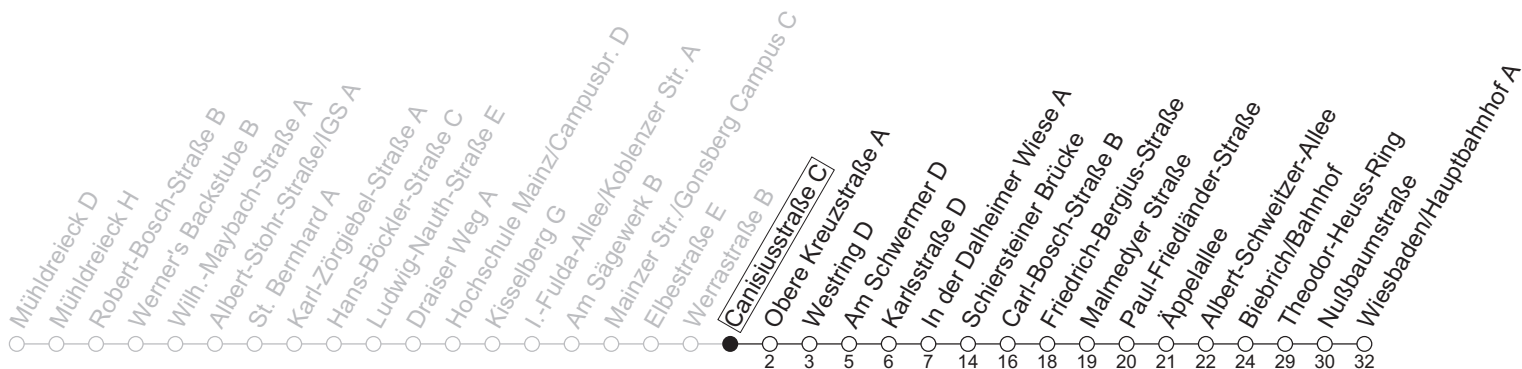 Mühldreieck D
Mühldreieck H
Robert-Bosch-Straße B
Werner's Backstube B
Wilh.-Maybach-Straße A
Albert-Stohr-Straße/IGS A
St. Bernhard A
Karl-Zörgiebel-Straße A
Hans-Böckler-Straße C
Ludwig-Nauth-Straße E
Draiser Weg A
Hochschule Mainz/Campusbr. D
Kisselberg G
I.-Fulda-Allee/Koblenzer Str. A
Am Sägewerk B
Mainzer Str./Gonsberg Campus C
Elbestraße E
Werrastraße B
Canisiusstraße C
Obere Kreuzstraße A
Westring D
Am Schwermer D
Karlsstraße D
In der Dalheimer Wiese A
Schiersteiner Brücke
Carl-Bosch-Straße B
Friedrich-Bergius-Straße
Malmedyer Straße
Paul-Friedländer-Straße
Äppelallee
Albert-Schweitzer-Allee
Biebrich/Bahnhof
Theodor-Heuss-Ring
Nußbaumstraße
Wiesbaden/Hauptbahnhof A
2 3 5 6 7 14 16 18 19 20 21 22 24 29 30 32